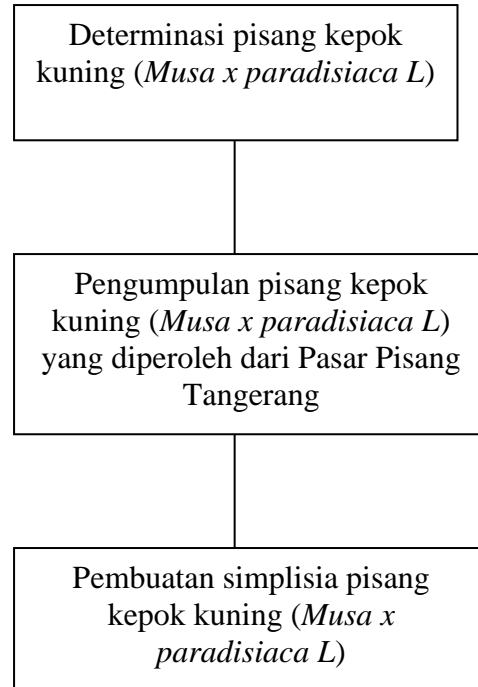 Determinasi pisang kepok
kuning (Musa x paradisiaca L)
Pengumpulan pisang kepok
kuning (Musa x paradisiaca L)
yang diperoleh dari Pasar Pisang
Tangerang
Pembuatan simplisia pisang
kepok kuning (Musa x
paradisiaca L)